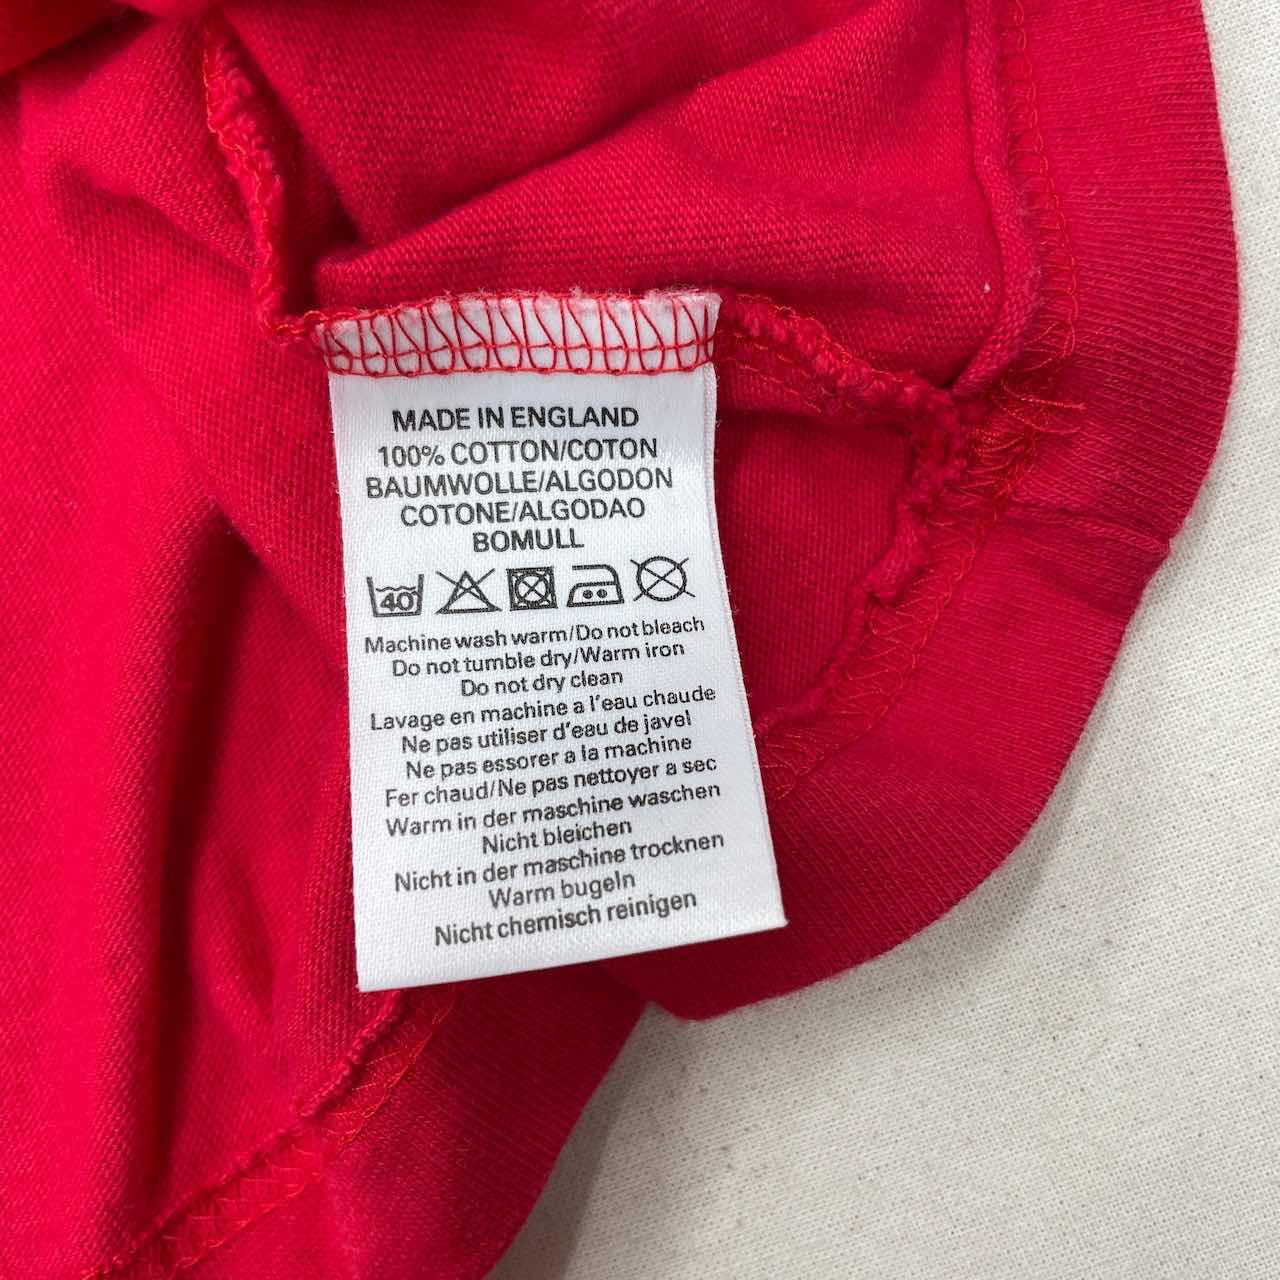 MADE IN ENGLAND
100% COTTON/COTON
BAUMWOLLE/ALGODON
COTONE/ALGODAO
BOMULL
40
Machine wash warm/Do not bleach
Do not tumble dry/Warm iron
Do not dry clean
Lavage en machine a l'eau chaude
Ne pas utiliser d'eau de javel
Ne pas essorer a la machine
Fer chaud/Ne pas nettoyer a sec
Warm in der maschine waschen
Nicht bleichen
Nicht in der maschine trocknen
Warm bugeln
Nicht chemisch reinigen